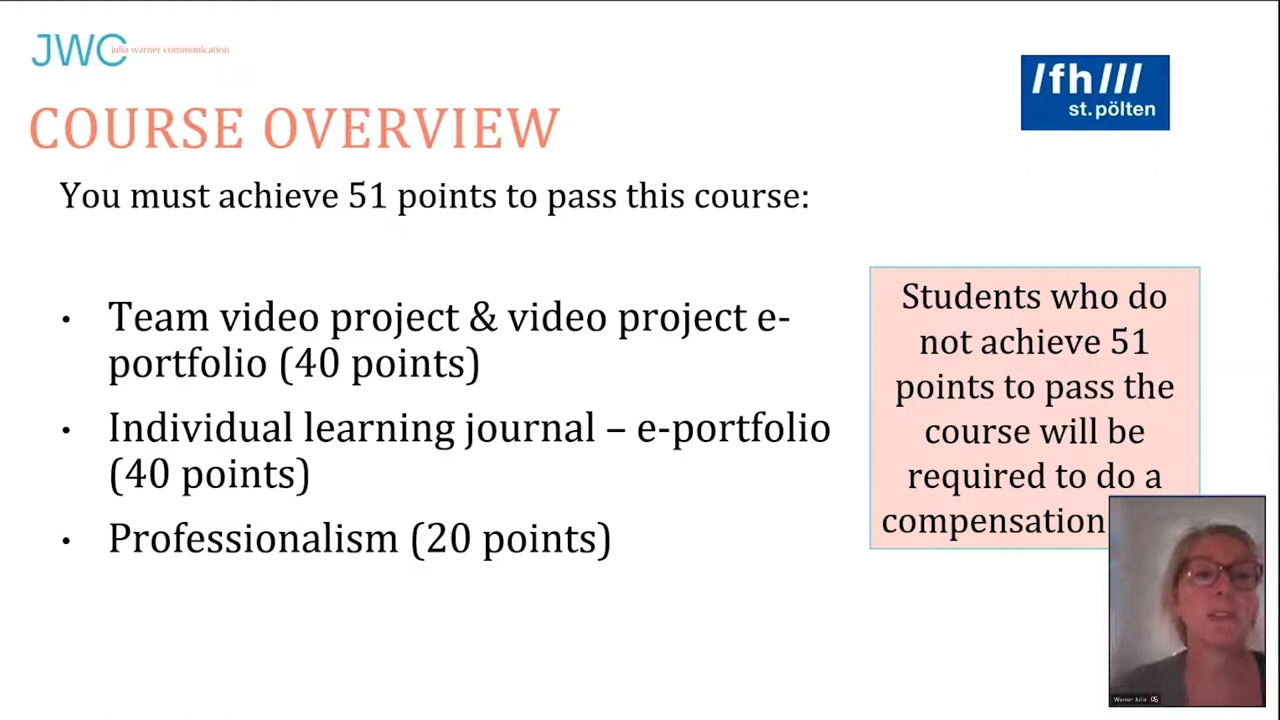 JWC julia warner communication
/fh///
st.pölten
COURSE OVERVIEW
You must achieve 51 points to pass this course:
• Team video project & video project e-
portfolio (40 points)
• Individual learning journal – e-portfolio
(40 points)
• Professionalism (20 points)
Students who do
not achieve 51
points to pass the
course will be
required to do a
compensation
Warner Julia